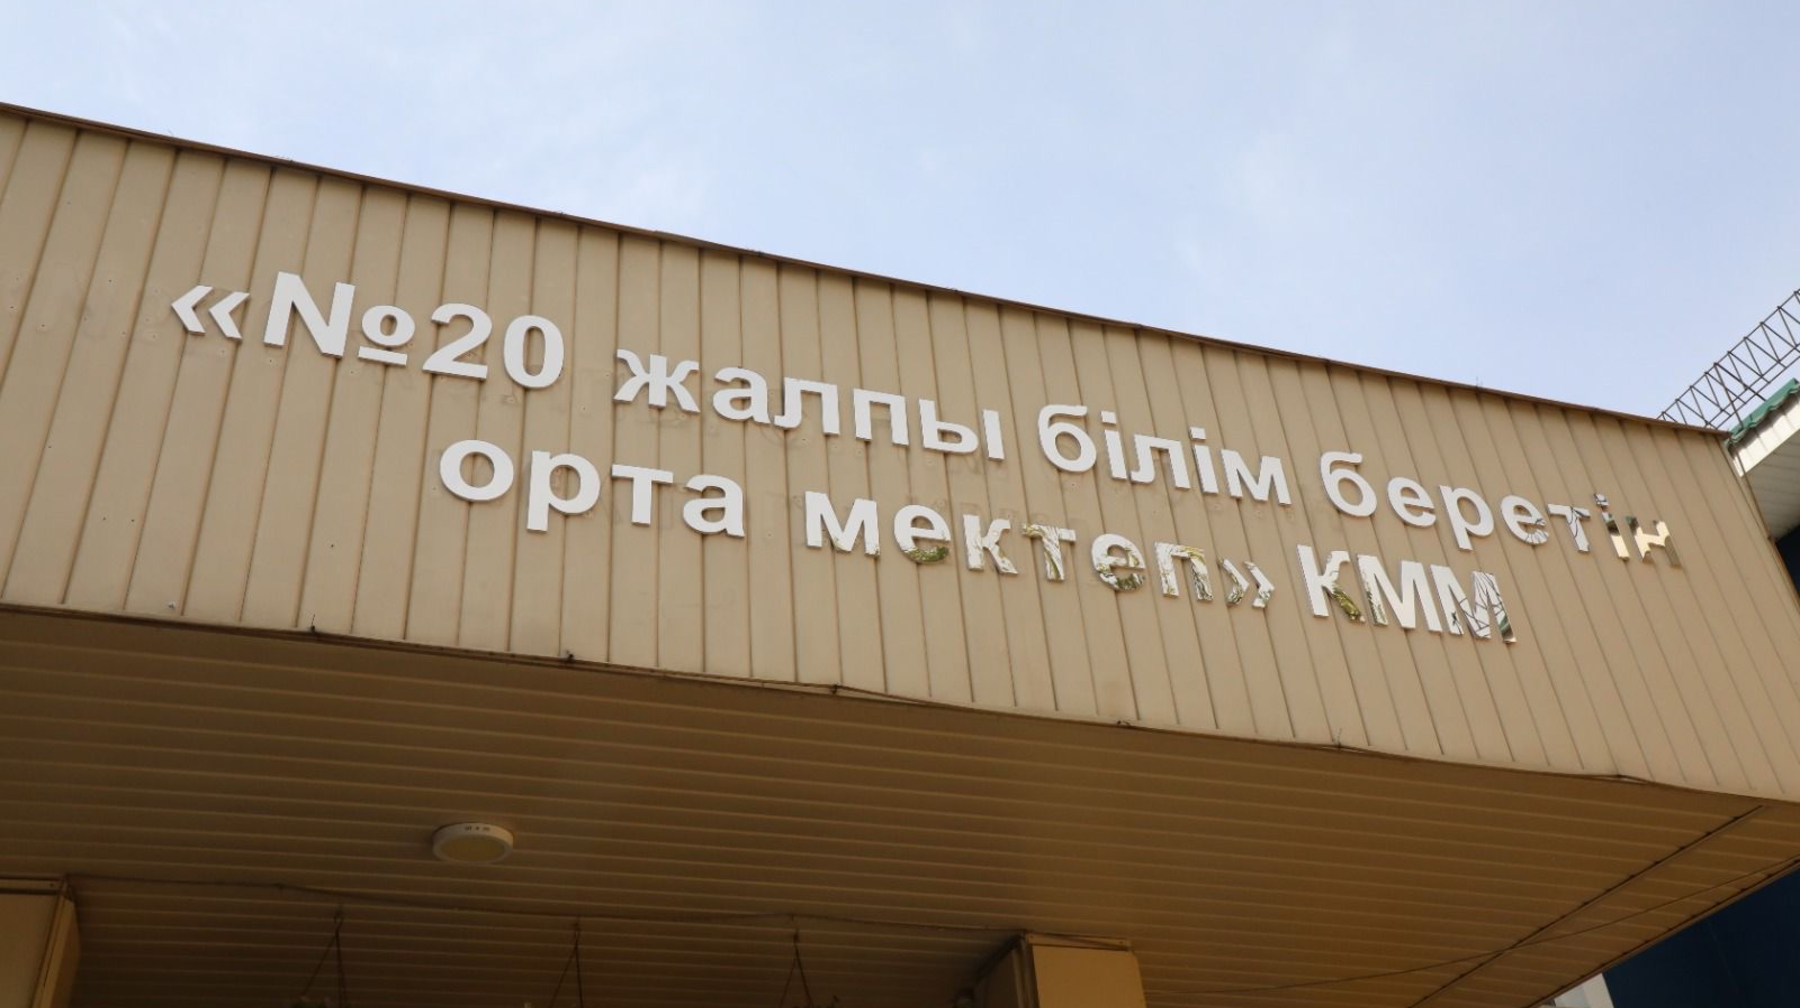 «№20 жалпы білім беретін
орта мектеп» КММ